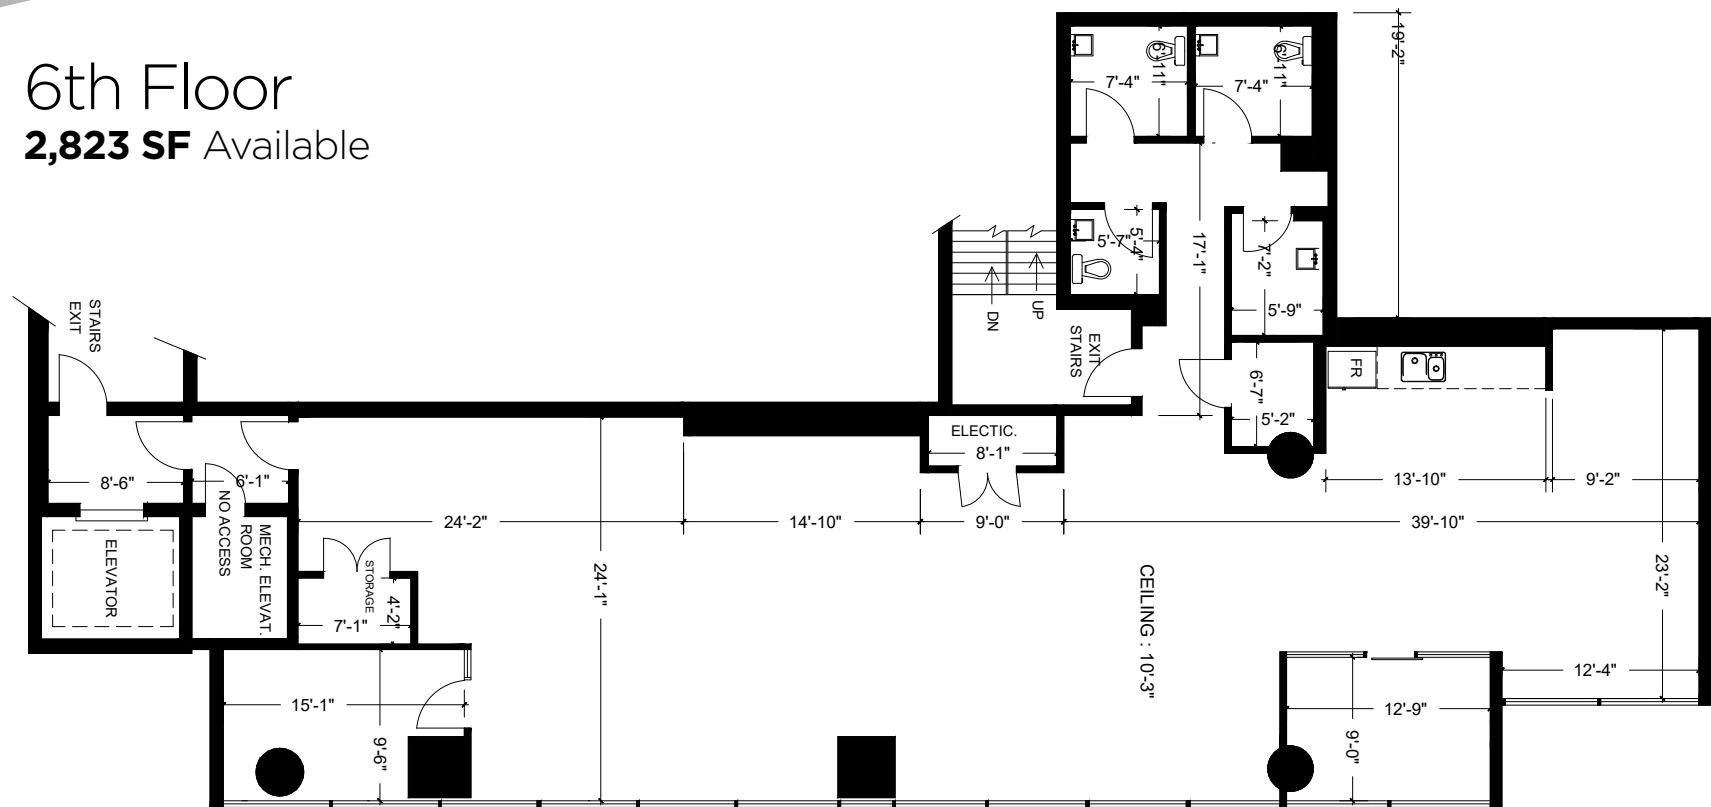 6th Floor
2,823 SF Available
19'-2"
6'-11"
6'-11"
7'-4"
7'-4"
5'-7"
5'-4"
17'-1"
7'-2"
5'-9"
DN
UP
EXIT
STAIRS
STAIRS
EXIT
6'-7"
5'-2"
FR
ELECTIC.
8'-1"
8'-6"
6'-1"
13'-10"
9'-2"
24'-2"
14'-10"
9'-0"
39'-10"
ELEVATOR
MECH. ELEVAT.
ROOM
NO ACCESS
STORAGE
4'-2"
7'-1"
24'-1"
CEILING : 10'-3"
23'-2"
12'-4"
15'-1"
9'-6"
12'-9"
9'-0"